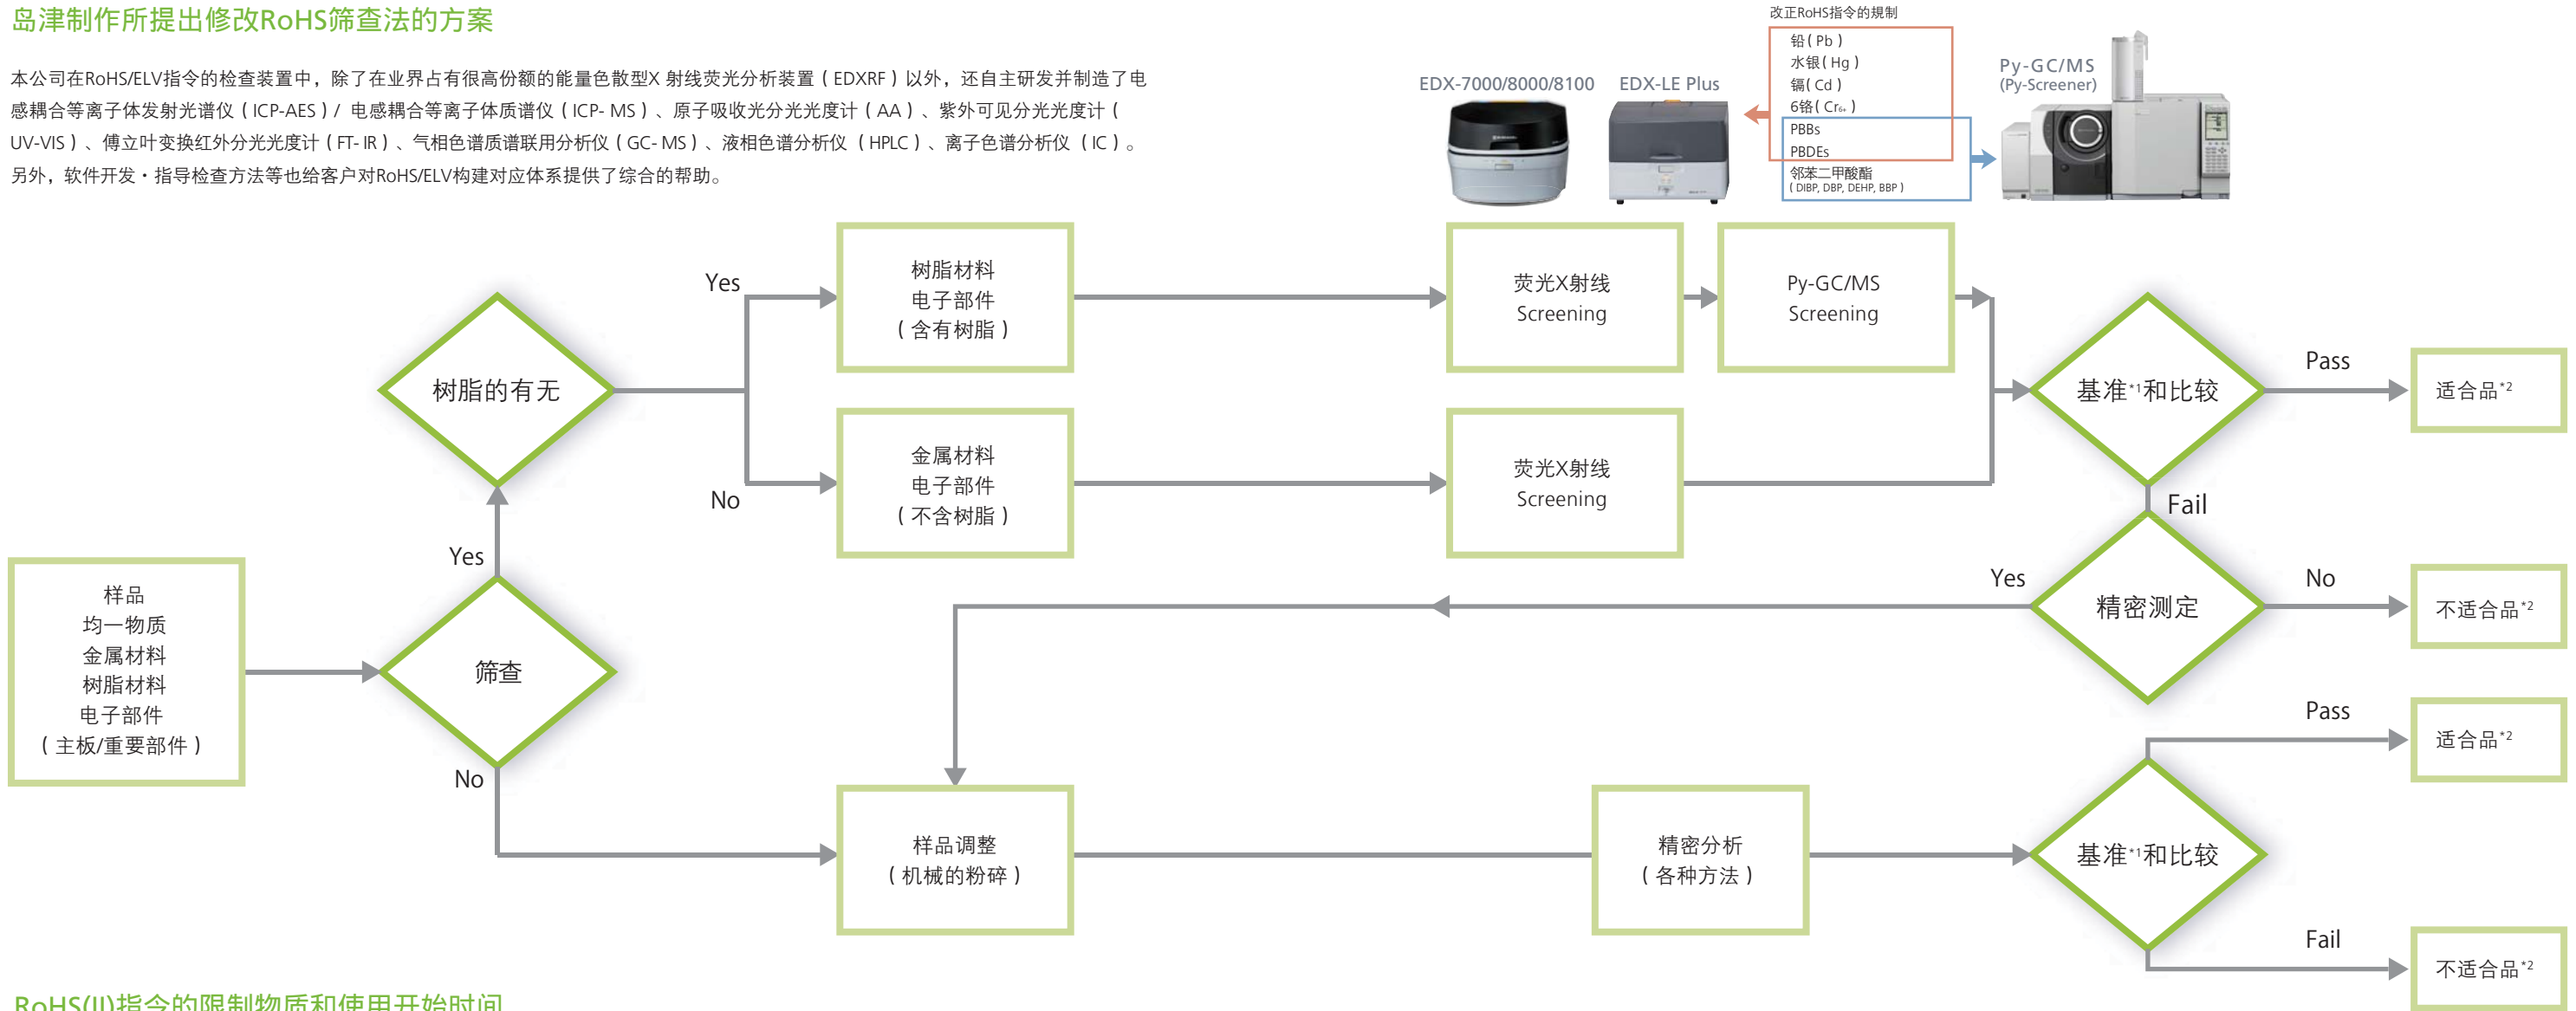 岛津制作所提出修改RoHS筛查法的方案
本公司在RoHS/ELV指令的检查装置中，除了在业界占有很高份额的能量色散型X 射线荧光分析装置（EDXRF）以外，还自主研发并制造了电
感耦合等离子体发射光谱仪（ICP-AES）/ 电感耦合等离子体质谱仪（ICP- MS）、原子吸收光分光光度计（AA）、紫外可见分光光度计（
UV-VIS）、傅立叶变换红外分光光度计（FT- IR）、气相色谱质谱联用分析仪（GC- MS）、液相色谱分析仪 （HPLC）、离子色谱分析仪 （IC）。
另外，软件开发・指导检查方法等也给客户对RoHS/ELV构建对应体系提供了综合的帮助。
改正RoHS指令的規制
EDX-7000/8000/8100
EDX-LE Plus
铅（Pb）
水银（Hg）
镉（Cd）
6铬（Cr6+）
PBBs
PBDEs
邻苯二甲酸酯
（DIBP, DBP, DEHP, BBP）
Py-GC/MS
(Py-Screener)
样品
均一物质
金属材料
树脂材料
电子部件
（主板/重要部件）
筛查
Yes
No
树脂的有无
Yes
No
树脂材料
电子部件
（含有树脂）
金属材料
电子部件
（不含树脂）
荧光X射线
Screening
Py-GC/MS
Screening
荧光X射线
Screening
基准*1和比较
Pass
适合品*2
Fail
精密测定
Yes
No
不适合品*2
样品调整
（机械的粉碎）
精密分析
（各种方法）
基准*1和比较
Pass
适合品*2
Fail
不适合品*2
RoHS(II)指令的限制物质和使用开始时间